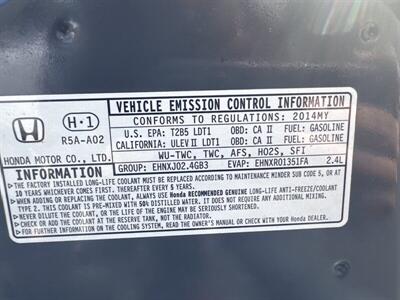 H·1
R5A-A02
HONDA MOTOR CO., LTD.
VEHICLE EMISSION CONTROL INFORMATION
CONFORMS TO REGULATIONS: 2014MY
U.S. EPA: T2B5 LDT1 OBD: CA II FUEL: GASOLINE
CALIFORNIA: ULEV II LDT1 OBD: CA II FUEL: GASOLINE
WU-TWC, TWC, AFS, HO2S, SFI
GROUP: EHNXJ02.4GB3 EVAP: EHNXR0135IFA 2.4L
INFORMATION
>THE FACTORY INSTALLED LONG-LIFE COOLANT MUST BE REPLACED ACCORDING TO MAINTENANCE MINDER SUB CODE 5, OR AT
10 YEARS WHICHEVER COMES FIRST. THEREAFTER EVERY 5 YEARS.
>WHEN ADDING OR REPLACING THE COOLANT, ALWAYS USE Honda RECOMMENDED GENUINE LONG-LIFE ANTI-FREEZE/COOLANT
TYPE 2. THIS COOLANT IS PRE-MIXED WITH 50% DISTILLED WATER. IT DOES NOT REQUIRE ANY ADDITIONAL MIXING.
>NEVER DILUTE THE COOLANT, OR THE LIFE OF THE ENGINE MAY BE SERIOUSLY SHORTENED.
>CHECK AND ADD COOLANT AT THE RESERVE TANK, NOT THE RADIATOR.
>FOR INFORMATION ON THE COOLING SYSTEM, READ THE OWNER'S MANUAL OR CHECK WITH YOUR Honda DEALER.